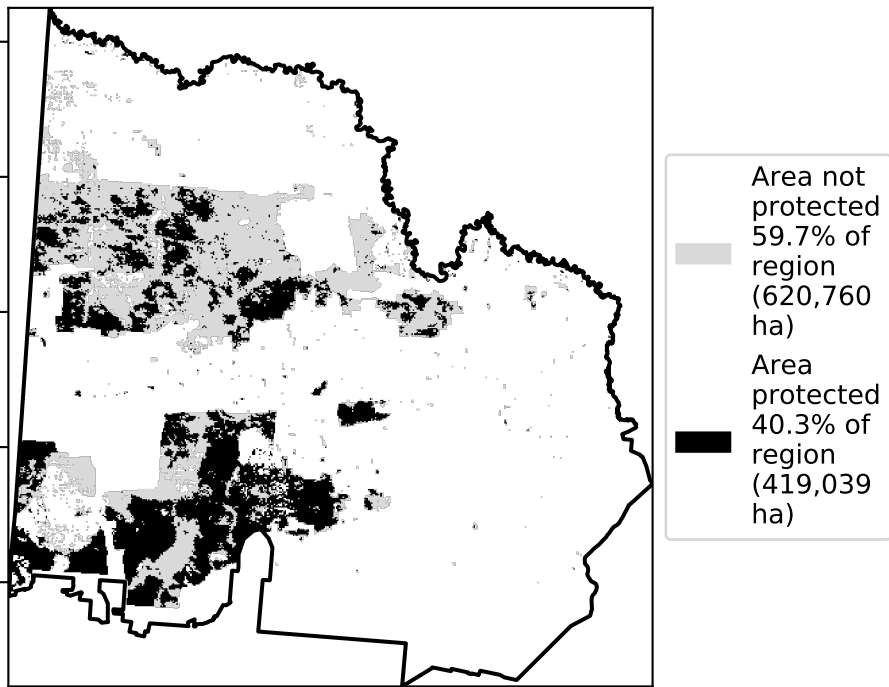 Area not
protected
59.7% of
region
(620,760
ha)
Area
protected
40.3% of
region
(419,039
ha)